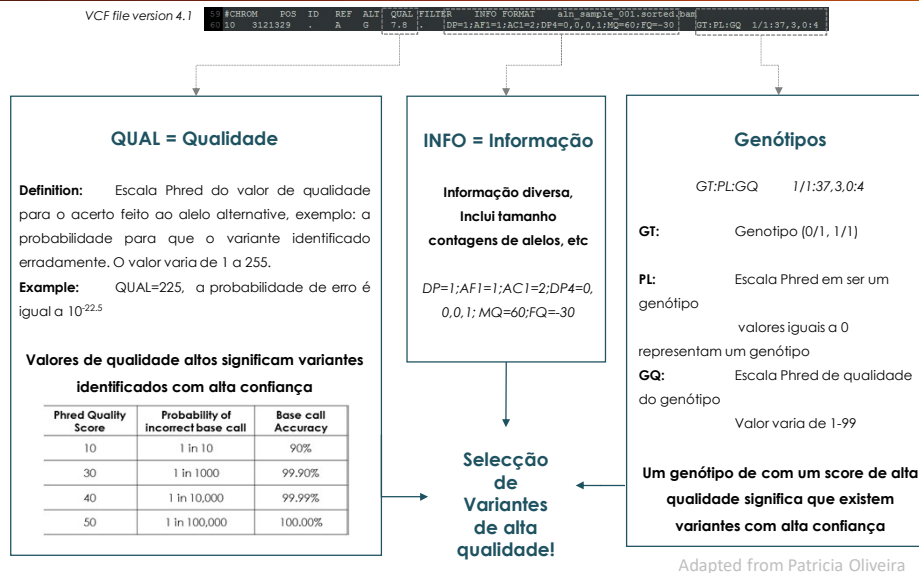 VCF file version 4.1
59 #CHROM POS ID REF ALT QUAL FILTER INFO FORMAT aln_sample_001.sorted.bam
60 10 3121329 . A G 7.8 . DP=1;AF1=1;AC1=2;DP4=0,0,0,1;MQ=60;FQ=-30 GT:PL:GQ 1/1:37,3,0:4
QUAL = Qualidade
Definition: Escala Phred do valor de qualidade
para o acerto feito ao alelo alternative, exemplo: a
probabilidade para que o variante identificado
erradamente. O valor varia de 1 a 255.
Example: QUAL=225, a probabilidade de erro é
igual a 10-22.5
Valores de qualidade altos significam variantes
identificados com alta confiança
Phred Quality Score Probability of incorrect base call Base call Accuracy
10 1 in 10 90%
30 1 in 1000 99.90%
40 1 in 10,000 99.99%
50 1 in 100,000 100.00%
INFO = Informação
Informação diversa,
Inclui tamanho
contagens de alelos, etc
DP=1;AF1=1;AC1=2;DP4=0,
0,0,1; MQ=60;FQ=-30
Selecção
de
Variantes
de alta
qualidade!
Genótipos
GT:PL:GQ 1/1:37,3,0:4
GT: Genotipo (0/1, 1/1)
PL: Escala Phred em ser um
genótipo
valores iguais a 0
representam um genótipo
GQ: Escala Phred de qualidade
do genótipo
Valor varia de 1-99
Um genótipo de com um score de alta
qualidade significa que existem
variantes com alta confiança
Adapted from Patricia Oliveira